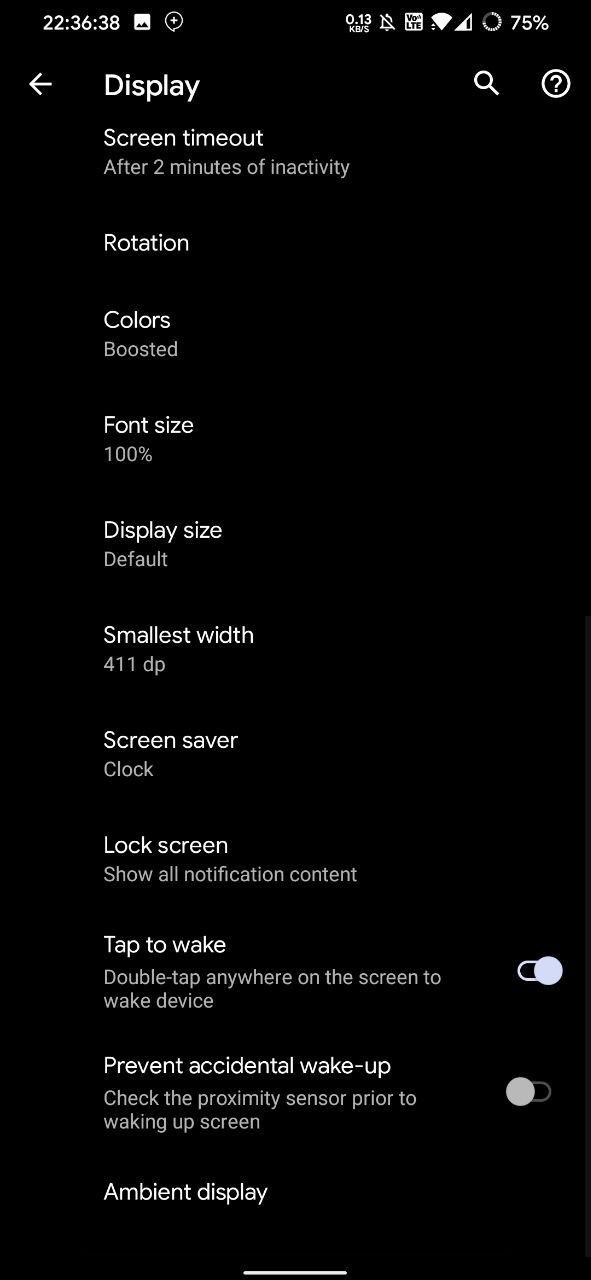 22:36:38 0.13 KB/S Vo LTE 75%
Display
Screen timeout
After 2 minutes of inactivity
Rotation
Colors
Boosted
Font size
100%
Display size
Default
Smallest width
411 dp
Screen saver
Clock
Lock screen
Show all notification content
Tap to wake
Double-tap anywhere on the screen to
wake device
Prevent accidental wake-up
Check the proximity sensor prior to
waking up screen
Ambient display